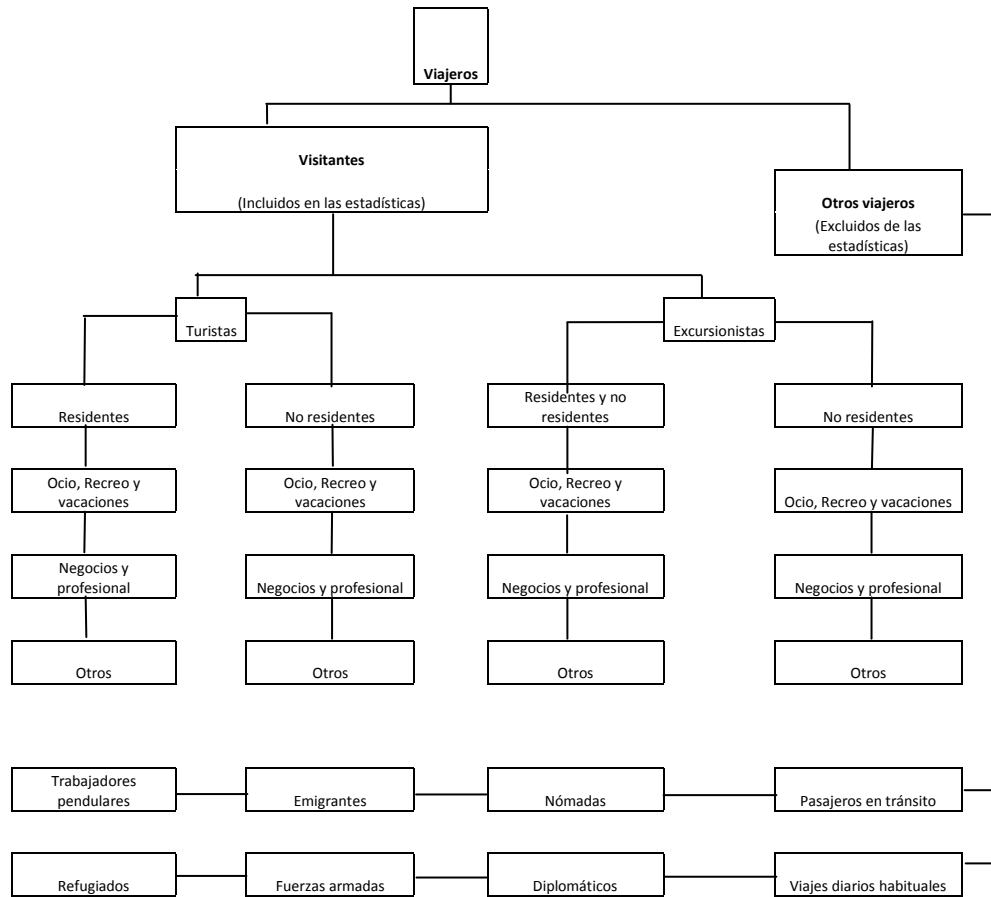 Viajeros
Visitantes
(Incluidos en las estadísticas)
Otros viajeros
(Excluidos de las
estadísticas)
Turistas
Excursionistas
Residentes
No residentes
Residentes y no
residentes
No residentes
Ocio, Recreo y
vacaciones
Ocio, Recreo y
vacaciones
Ocio, Recreo y
vacaciones
Ocio, Recreo y vacaciones
Negocios y
profesional
Negocios y profesional
Negocios y profesional
Negocios y profesional
Otros
Otros
Otros
Otros
Trabajadores
pendulares
Emigrantes
Nómadas
Pasajeros en tránsito
Refugiados
Fuerzas armadas
Diplomáticos
Viajes diarios habituales